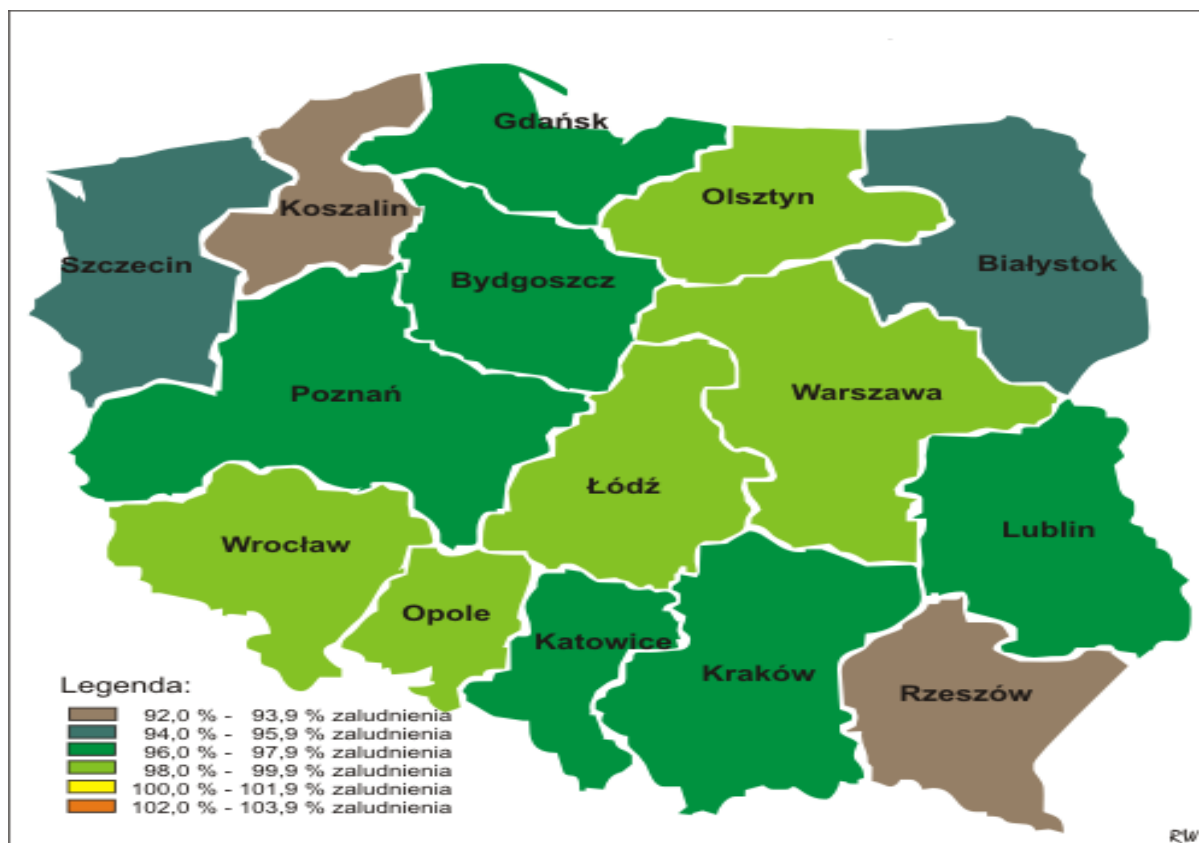 Gdańsk
Olsztyn
Koszalin
Szczecin
Białystok
Bydgoszcz
Poznań
Warszawa
Łódź
Lublin
Wrocław
Opole
Katowice
Kraków
Rzeszów
Legenda:
92,0 % - 93,9 % zaludnienia
94,0 % - 95,9 % zaludnienia
96,0 % - 97,9 % zaludnienia
98,0 % - 99,9 % zaludnienia
100,0 % - 101,9 % zaludnienia
102,0 % - 103,9 % zaludnienia
RW